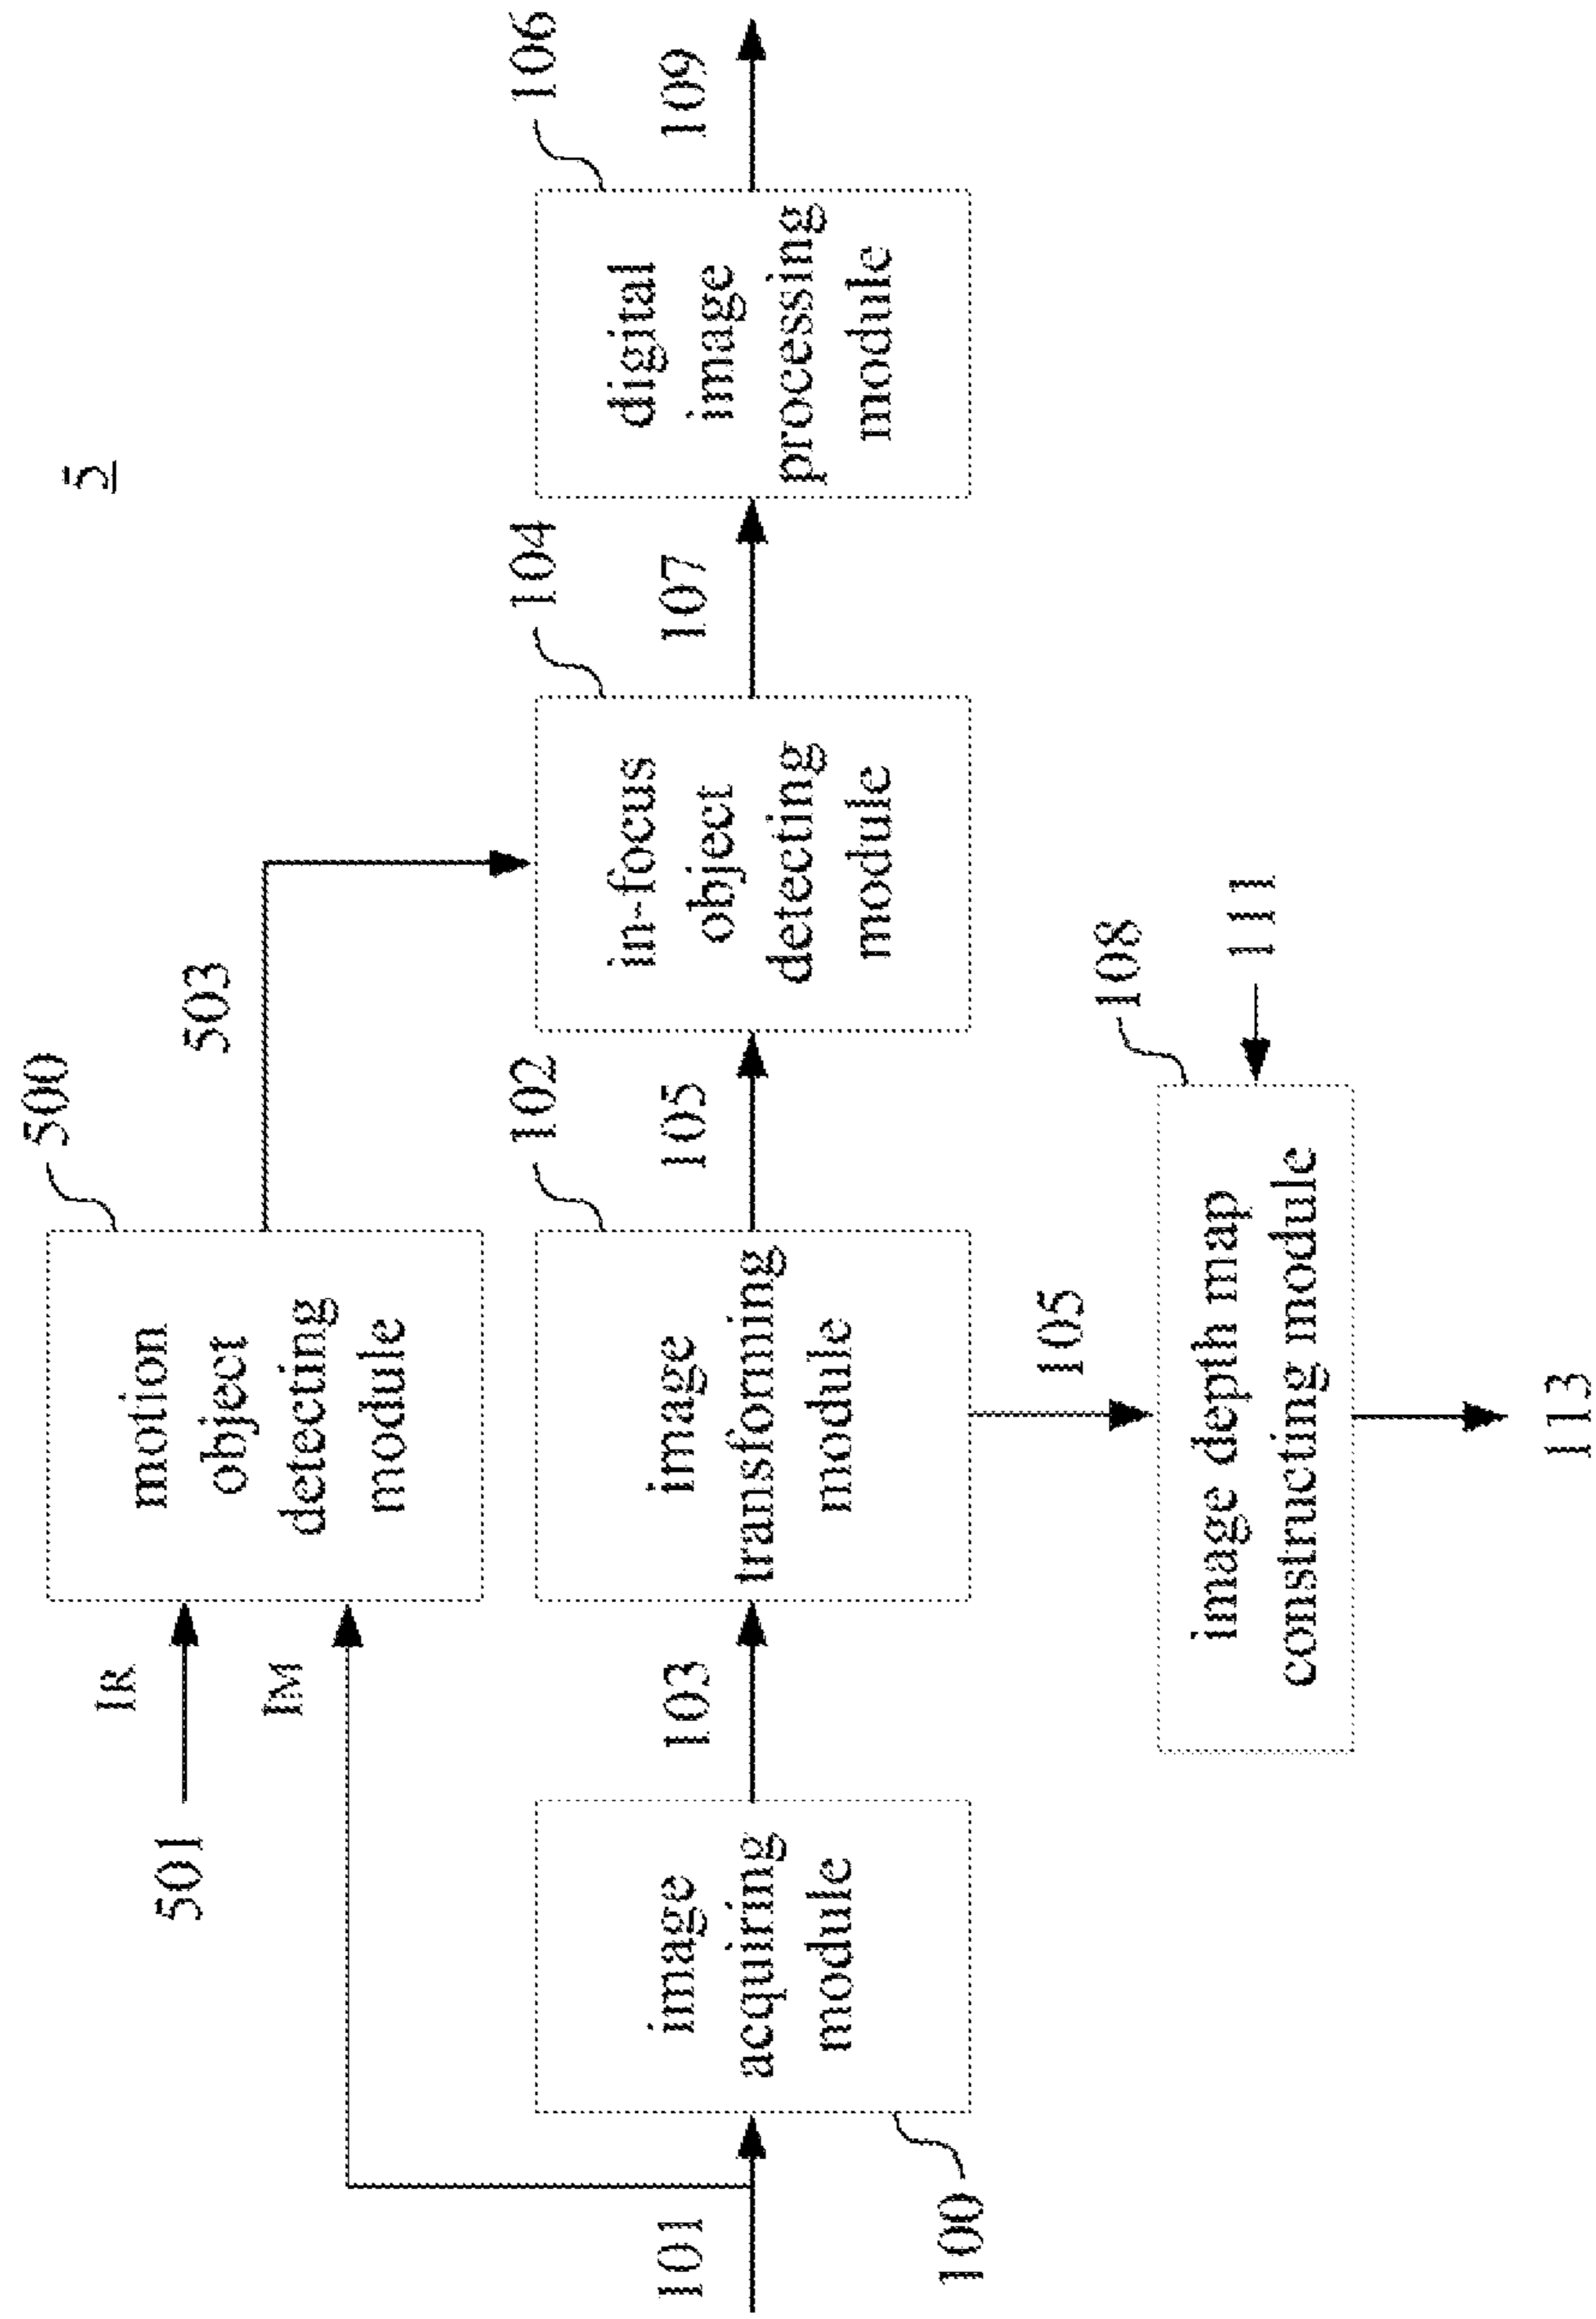 5
500
motion
object
detecting
module
501
IR
IM
503
101
100
image
acquiring
module
103
102
image
transforming
module
105
104
in-focus
object
detecting
module
107
106
digital
image
processing
module
109
105
108
image depth map
constructing module
111
113